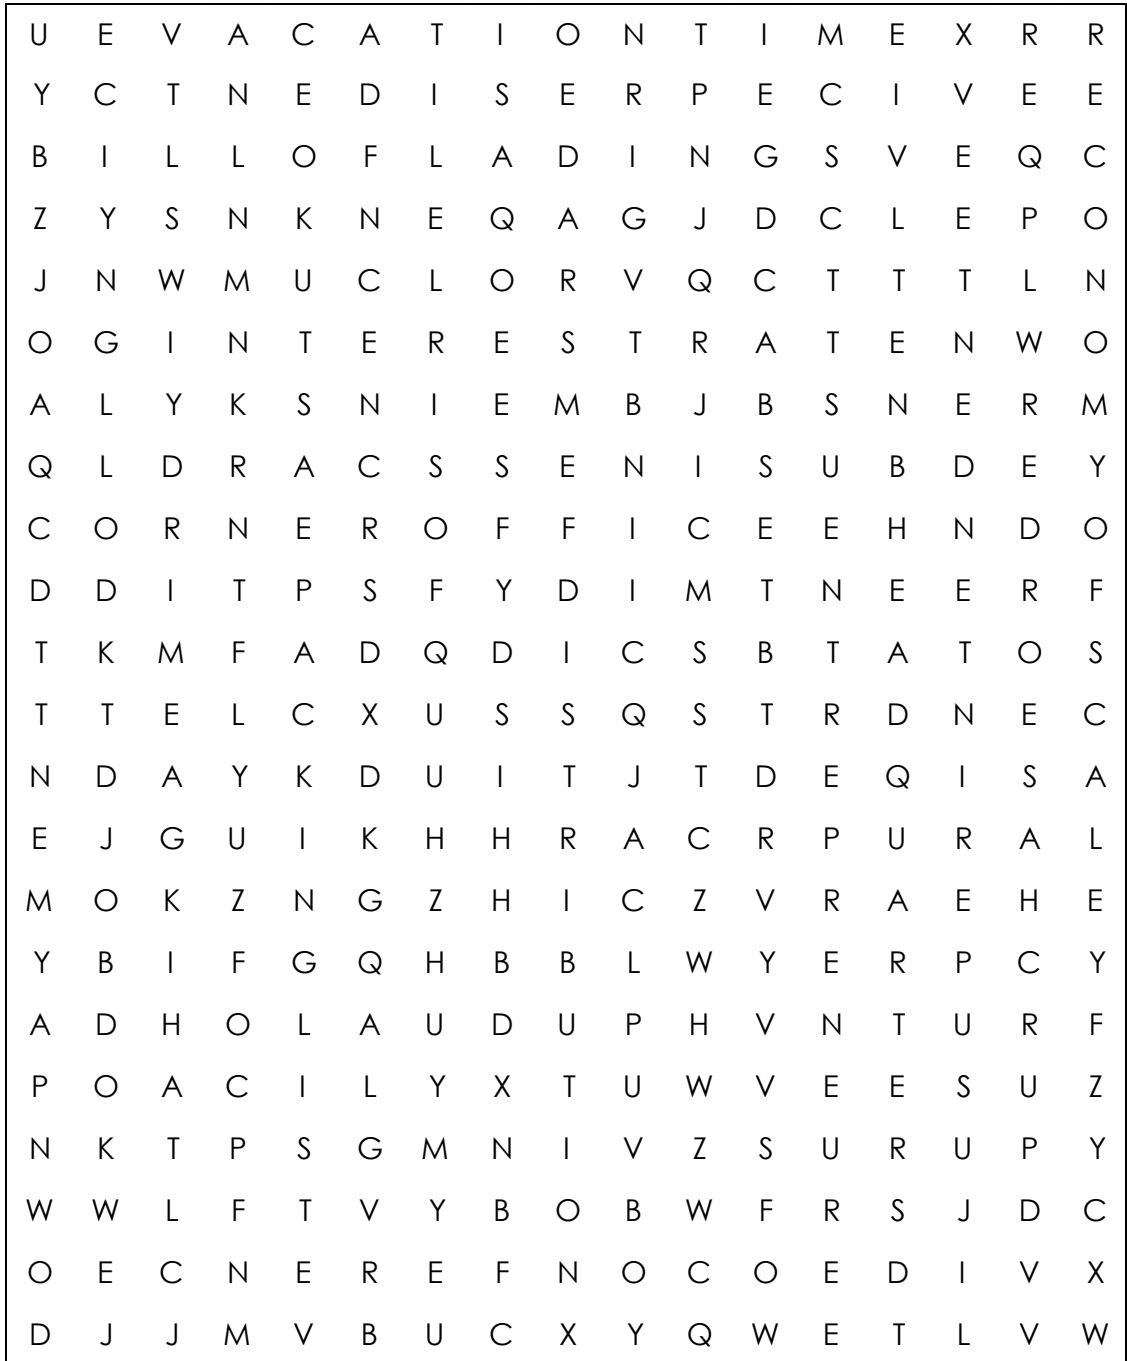 U E V A C A T I O N T I M E X R R
Y C T N E D I S E R P E C I V E E
B I L L O F L A D I N G S V E Q C
Z Y S N K N E Q A G J D C L E P O
J N W M U C L O R V Q C T T T L N
O G I N T E R E S T R A T E N W O
A L Y K S N I E M B J B S N E R M
Q L D R A C S S E N I S U B D E Y
C O R N E R O F F I C E E H N D O
D D I T P S F Y D I M T N E E R F
T K M F A D Q D I C S B T A T O S
T T E L C X U S S Q S T R D N E C
N D A Y K D U I T J T D E Q I S A
E J G U I K H H R A C R P U R A L
M O K Z N G Z H I C Z V R A E H E
Y B I F G Q H B B L W Y E R P C Y
A D H O L A U D U P H V N T U R F
P O A C I L Y X T U W V E E S U Z
N K T P S G M N I V Z S U R U P Y
W W L F T V Y B O B W F R S J D C
O E C N E R E F N O C O E D I V X
D J J M V B U C X Y Q W E T L V W